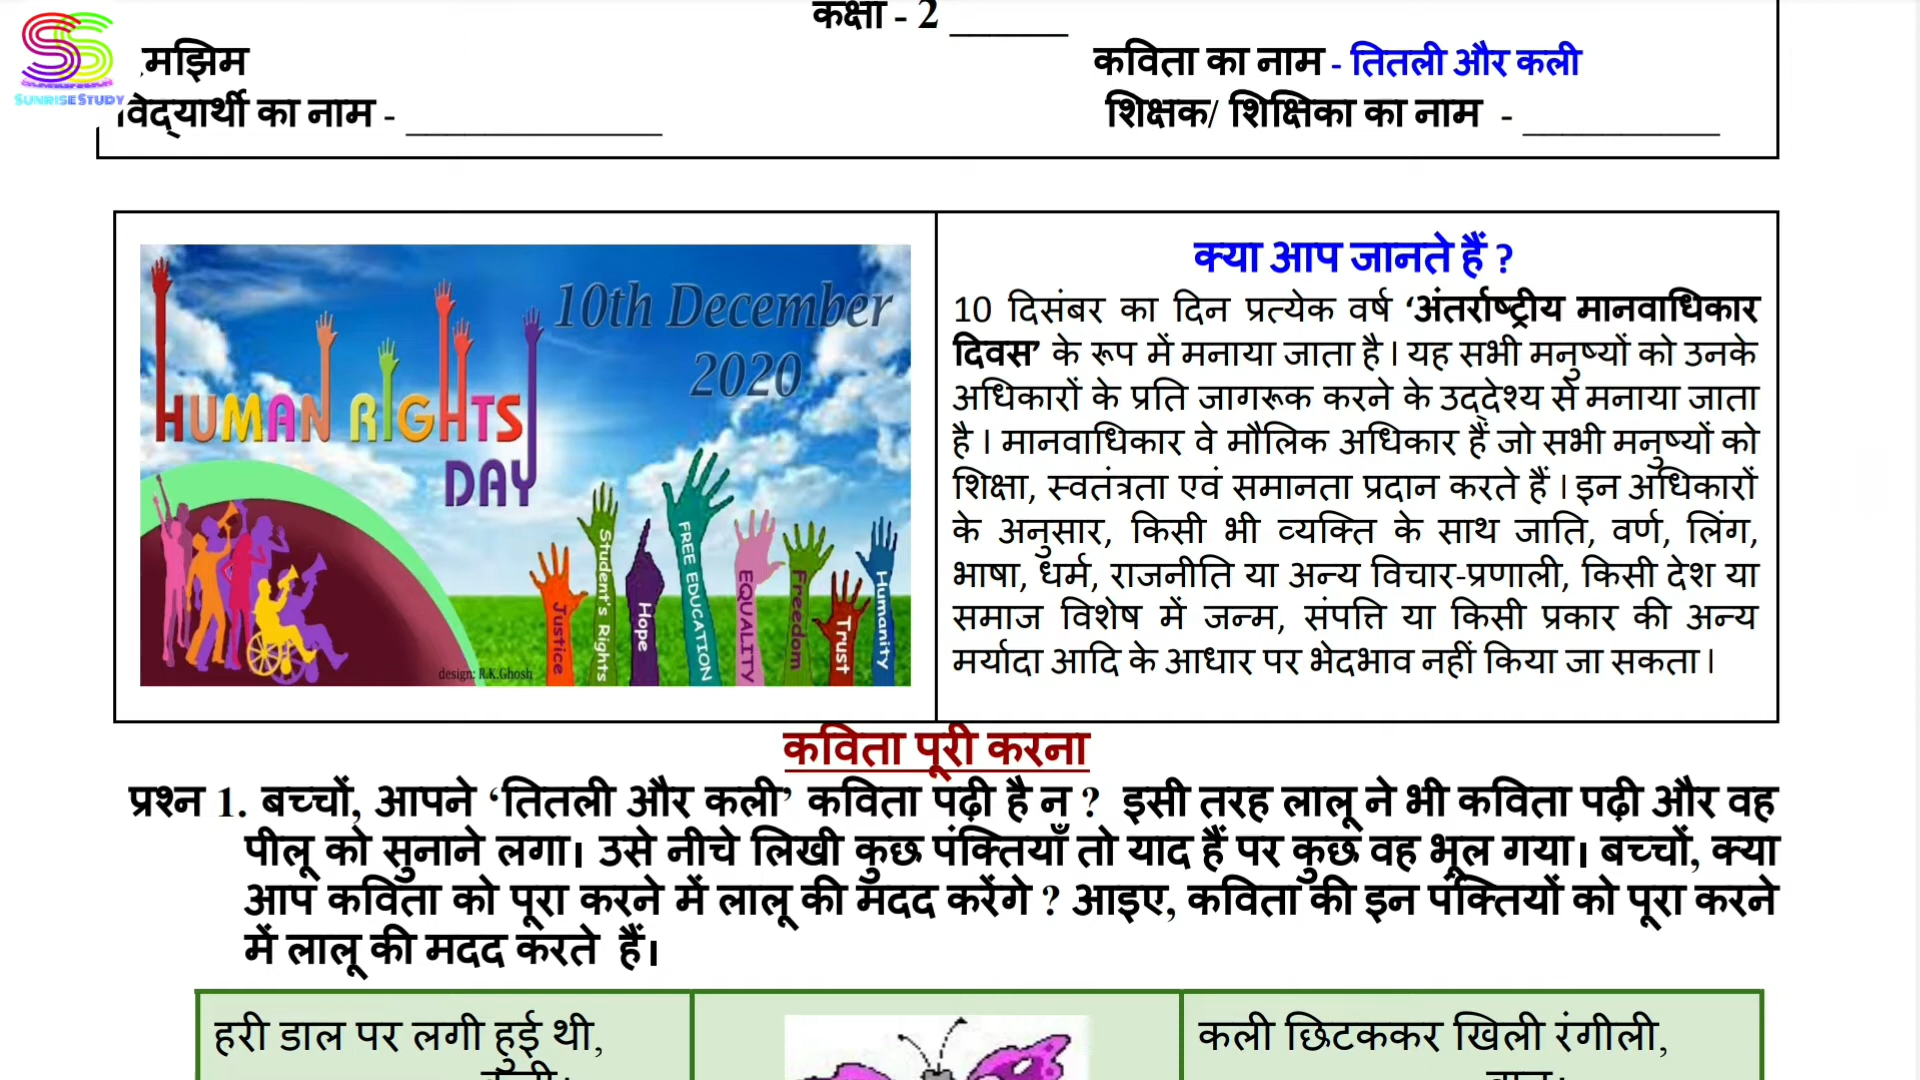 कक्षा - 2 ______
SUNRISESTUDY
मझिम
कविता का नाम - तितली और कली
विद्यार्थी का नाम - _____________
शिक्षक/ शिक्षिका का नाम - __________
10th December
2020
HUMAN RIGHTS
DAY
Justice
Student's Rights
Hope
FREE EDUCATION
EQUALITY
Freedom
Trust
Humanity
design: R.K.Ghosh
क्या आप जानते हैं ?
10 दिसंबर का दिन प्रत्येक वर्ष ‘अंतर्राष्ट्रीय मानवाधिकार
दिवस’ के रूप में मनाया जाता है । यह सभी मनुष्यों को उनके
अधिकारों के प्रति जागरूक करने के उद्देश्य से मनाया जाता
है । मानवाधिकार वे मौलिक अधिकार हैं जो सभी मनुष्यों को
शिक्षा, स्वतंत्रता एवं समानता प्रदान करते हैं । इन अधिकारों
के अनुसार, किसी भी व्यक्ति के साथ जाति, वर्ण, लिंग,
भाषा, धर्म, राजनीति या अन्य विचार-प्रणाली, किसी देश या
समाज विशेष में जन्म, संपत्ति या किसी प्रकार की अन्य
मर्यादा आदि के आधार पर भेदभाव नहीं किया जा सकता ।
कविता पूरी करना
प्रश्न 1. बच्चों, आपने ‘तितली और कली’ कविता पढ़ी है न ? इसी तरह लालू ने भी कविता पढ़ी और वह
पीलू को सुनाने लगा। उसे नीचे लिखी कुछ पंक्तियाँ तो याद हैं पर कुछ वह भूल गया। बच्चों, क्या
आप कविता को पूरा करने में लालू की मदद करेंगे ? आइए, कविता की इन पंक्तियों को पूरा करने
में लालू की मदद करते हैं।
हरी डाल पर लगी हुई थी,
कली छिटककर खिली रंगीली,